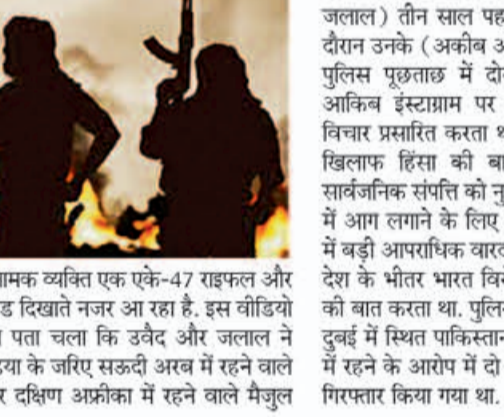 ामक व्यक्ति एक एके-47 राइफल और
ड दिखाते नजर आ रहा है. इस वीडियो
पता चला कि उवैद और जलाल ने
या के जरिए सऊदी अरब में रहने वाले
र दक्षिण अफ्रीका में रहने वाले मैजुल
जलाल) तीन साल पह
दौरान उनके (अकीब अ
पुलिस पूछताछ में दो
आकिब इंस्टाग्राम पर
विचार प्रसारित करता थ
खिलाफ हिंसा की बा
सार्वजनिक संपत्ति को नु
में आग लगाने के लिए
में बड़ी आपराधिक वारद
देश के भीतर भारत वि
की बात करता था. पुलि
दुबई में स्थित पाकिस्तान
में रहने के आरोप में दो
गिरफ्तार किया गया था.